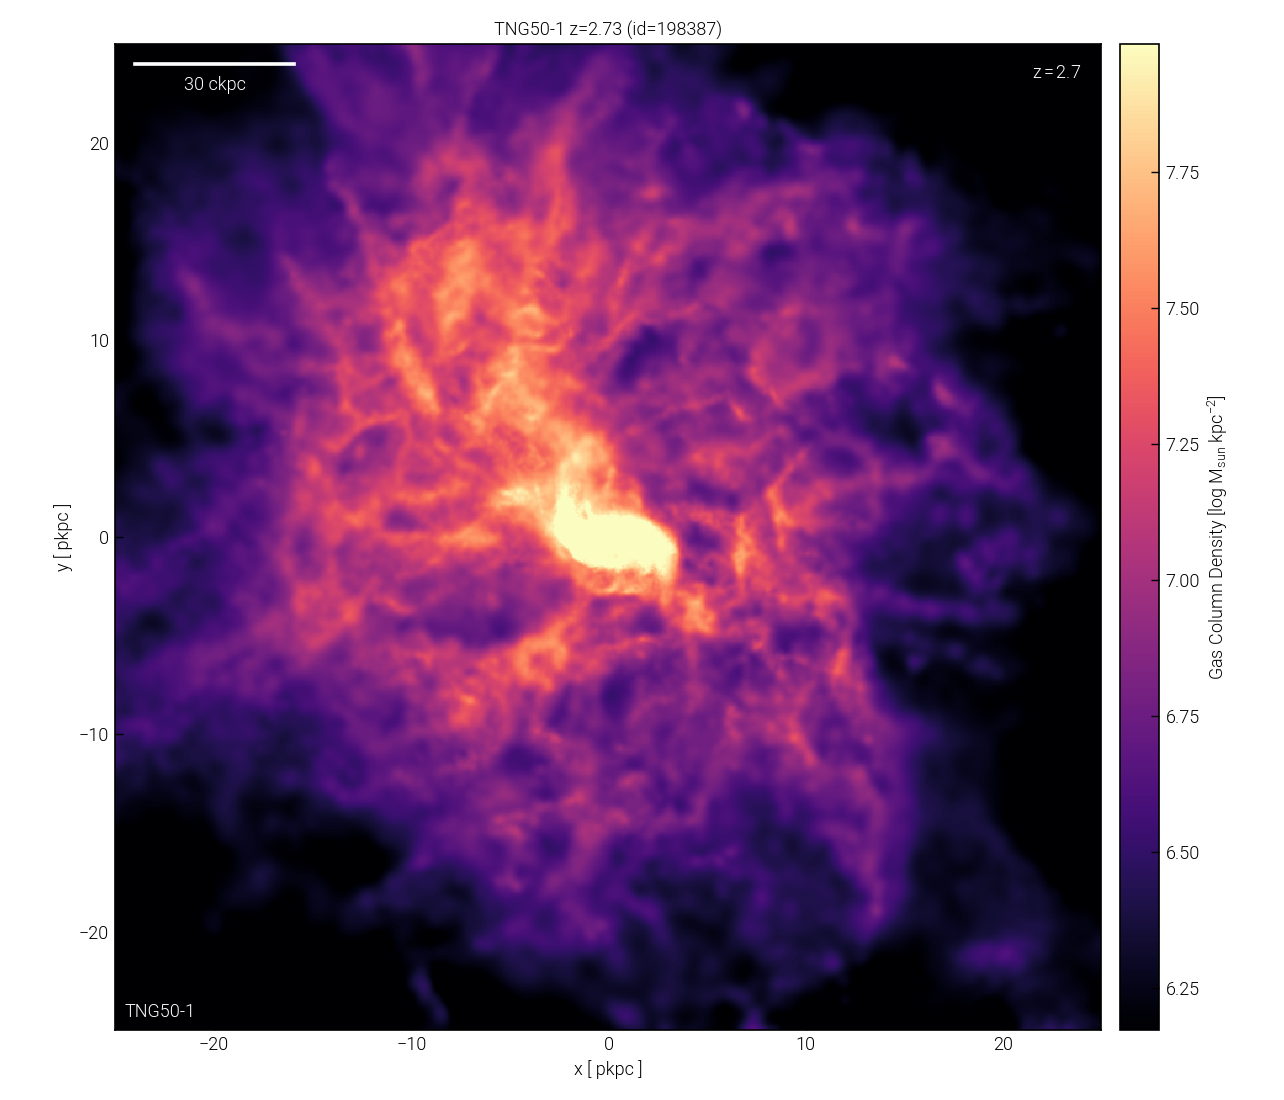 TNG50-1 z=2.73 (id=198387)
30 ckpc
z=2.7
20
10
0
−10
−20
y [ pkpc ]
TNG50-1
−20
−10
0
10
20
x [ pkpc ]
7.75
7.50
7.25
7.00
6.75
6.50
6.25
Gas Column Density [log M_sun kpc^−2]